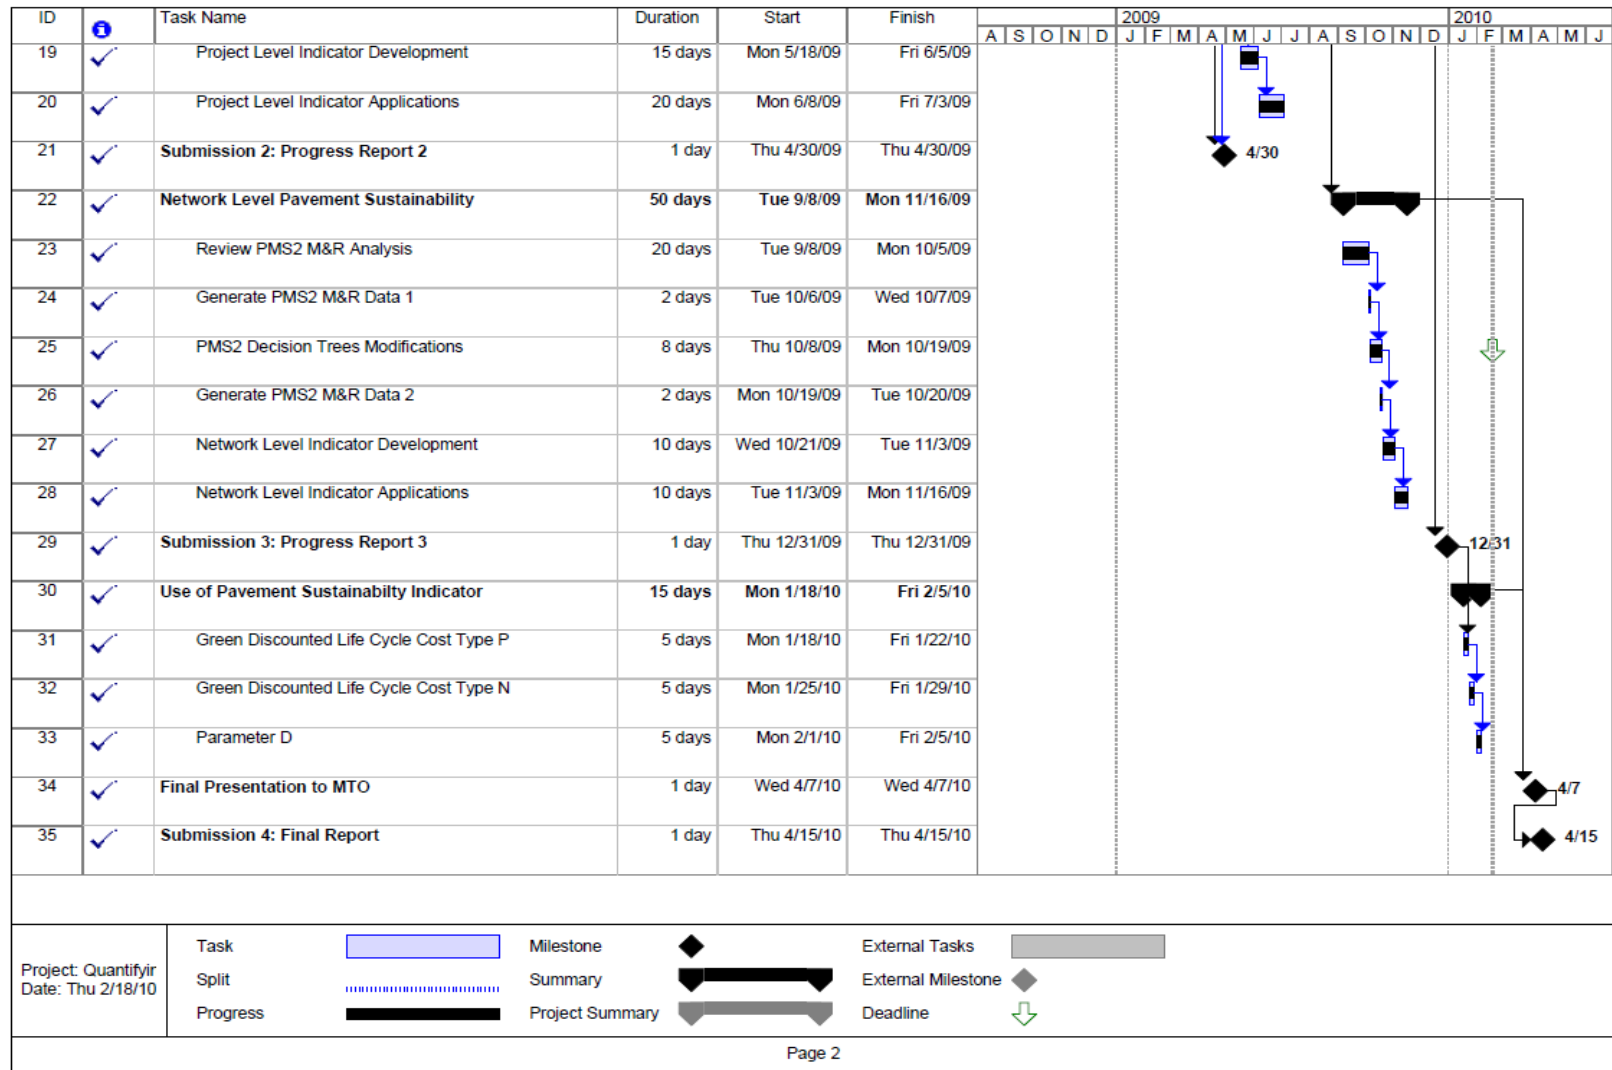 ID Task Name Duration Start Finish 2009 2010
A S O N D J F M A M J J A S O N D J F M A M J
19 Project Level Indicator Development 15 days Mon 5/18/09 Fri 6/5/09
20 Project Level Indicator Applications 20 days Mon 6/8/09 Fri 7/3/09
21 Submission 2: Progress Report 2 1 day Thu 4/30/09 Thu 4/30/09 4/30
22 Network Level Pavement Sustainability 50 days Tue 9/8/09 Mon 11/16/09
23 Review PMS2 M&R Analysis 20 days Tue 9/8/09 Mon 10/5/09
24 Generate PMS2 M&R Data 1 2 days Tue 10/6/09 Wed 10/7/09
25 PMS2 Decision Trees Modifications 8 days Thu 10/8/09 Mon 10/19/09
26 Generate PMS2 M&R Data 2 2 days Mon 10/19/09 Tue 10/20/09
27 Network Level Indicator Development 10 days Wed 10/21/09 Tue 11/3/09
28 Network Level Indicator Applications 10 days Tue 11/3/09 Mon 11/16/09
29 Submission 3: Progress Report 3 1 day Thu 12/31/09 Thu 12/31/09 12/31
30 Use of Pavement Sustainabilty Indicator 15 days Mon 1/18/10 Fri 2/5/10
31 Green Discounted Life Cycle Cost Type P 5 days Mon 1/18/10 Fri 1/22/10
32 Green Discounted Life Cycle Cost Type N 5 days Mon 1/25/10 Fri 1/29/10
33 Parameter D 5 days Mon 2/1/10 Fri 2/5/10
34 Final Presentation to MTO 1 day Wed 4/7/10 Wed 4/7/10 4/7
35 Submission 4: Final Report 1 day Thu 4/15/10 Thu 4/15/10 4/15
Project: Quantifyir
Date: Thu 2/18/10
Task Milestone External Tasks
Split Summary External Milestone
Progress Project Summary Deadline
Page 2